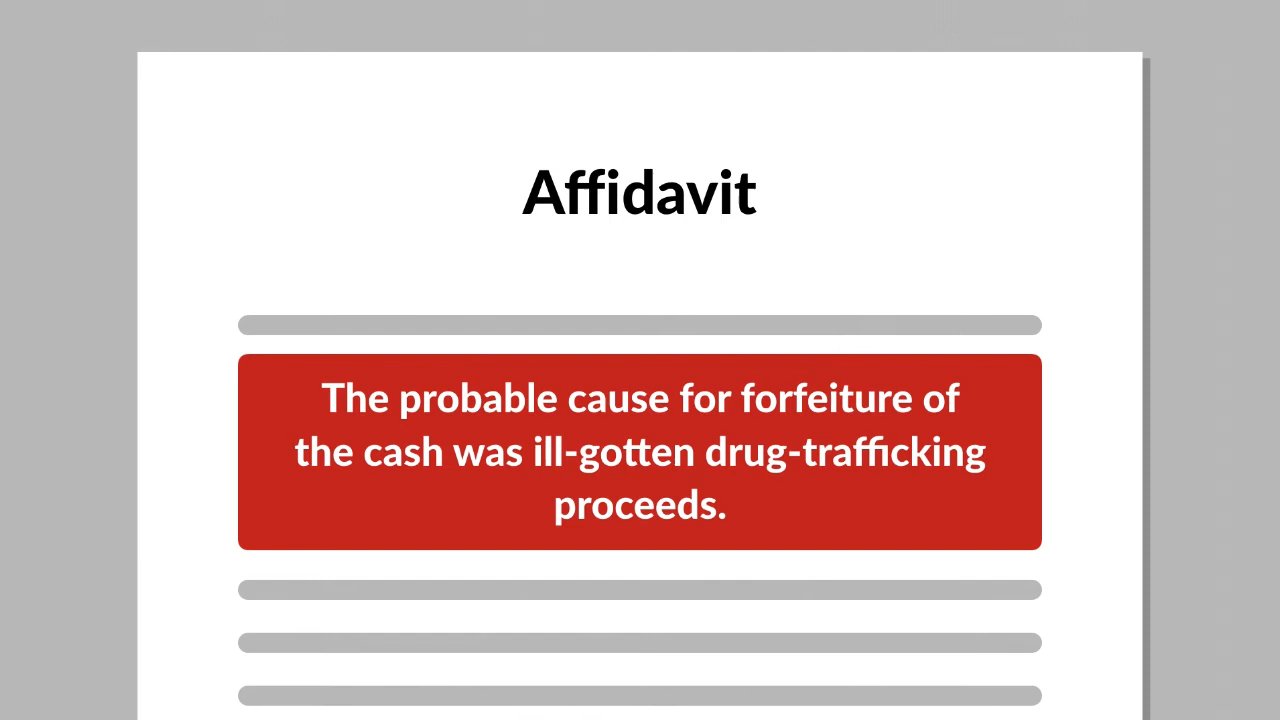 Affidavit
The probable cause for forfeiture of
the cash was ill-gotten drug-trafficking
proceeds.